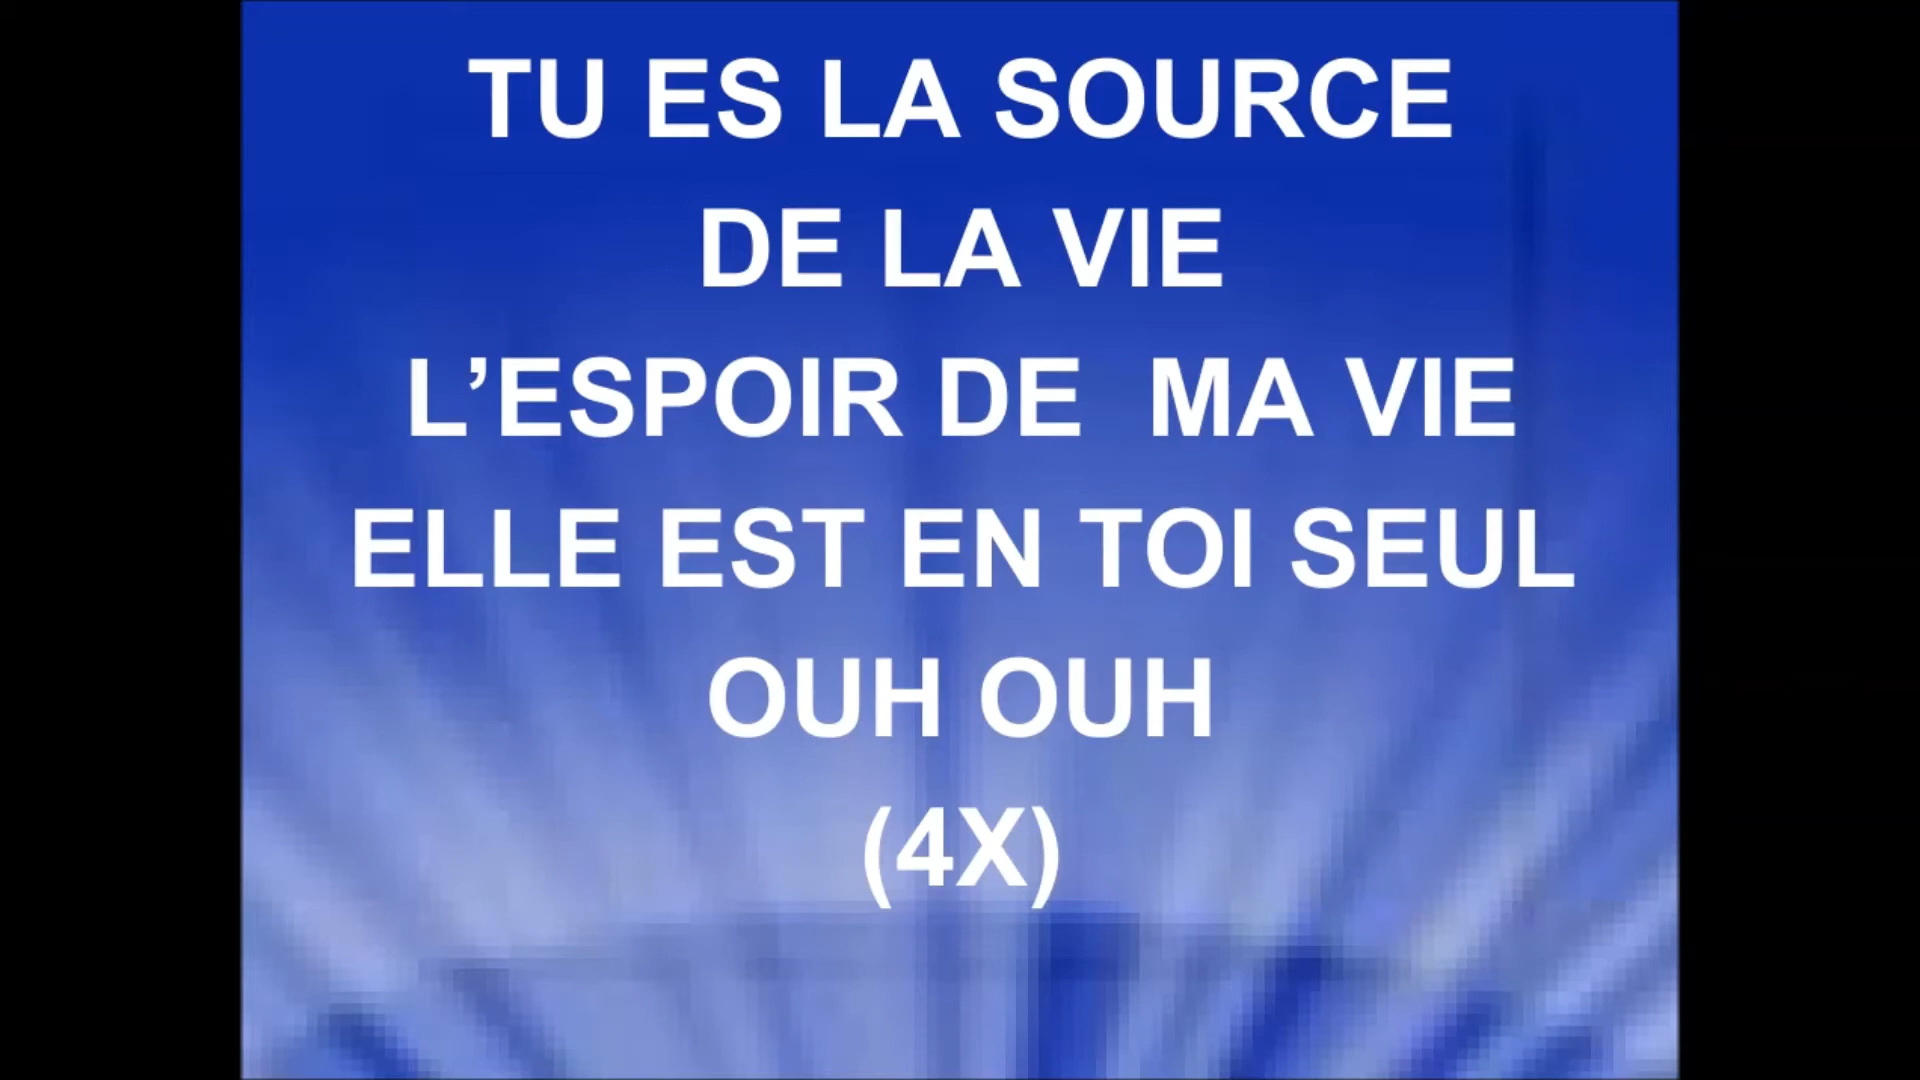 TU ES LA SOURCE
DE LA VIE
L’ESPOIR DE  MA VIE
ELLE EST EN TOI SEUL
OUH OUH
(4X)